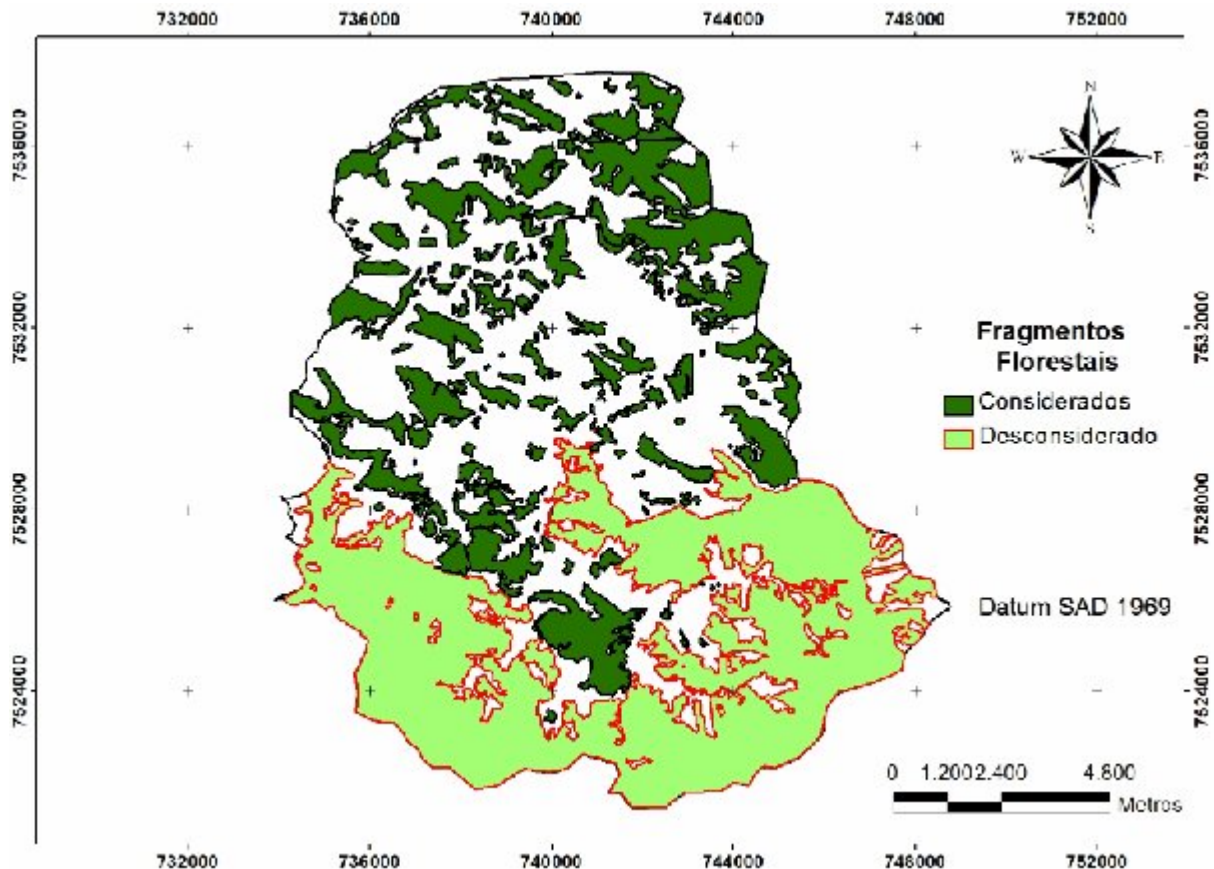 732000 736000 740000 744000 748000 752000
N
W E
S
7536000 7536000
7532000 7532000
Fragmentos
Florestais
Considerados
Desconsiderado
7528000 7528000
Datum SAD 1969
7524000 7524000
0 1.200 2.400 4.800
Metros
732000 736000 740000 744000 748000 752000